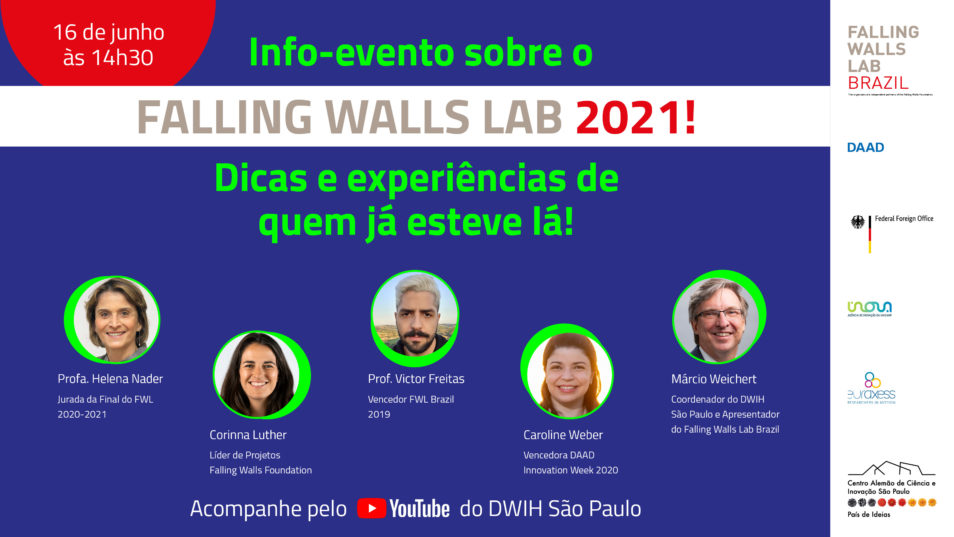 16 de junho
às 14h30
Info-evento sobre o
FALLING WALLS LAB 2021!
Dicas e experiências de
quem já esteve lá!
Profa. Helena Nader
Jurada da Final do FWL
2020-2021
Corinna Luther
Líder de Projetos
Falling Walls Foundation
Prof. Victor Freitas
Vencedor FWL Brazil
2019
Caroline Weber
Vencedora DAAD
Innovation Week 2020
Márcio Weichert
Coordenador do DWIH
São Paulo e Apresentador
do Falling Walls Lab Brazil
Acompanhe pelo YouTube do DWIH São Paulo
FALLING
WALLS
LAB
BRAZIL
DAAD
Federal Foreign Office
inova
euraxess
Centro Alemão de Ciência e
Inovação São Paulo
País de Ideias